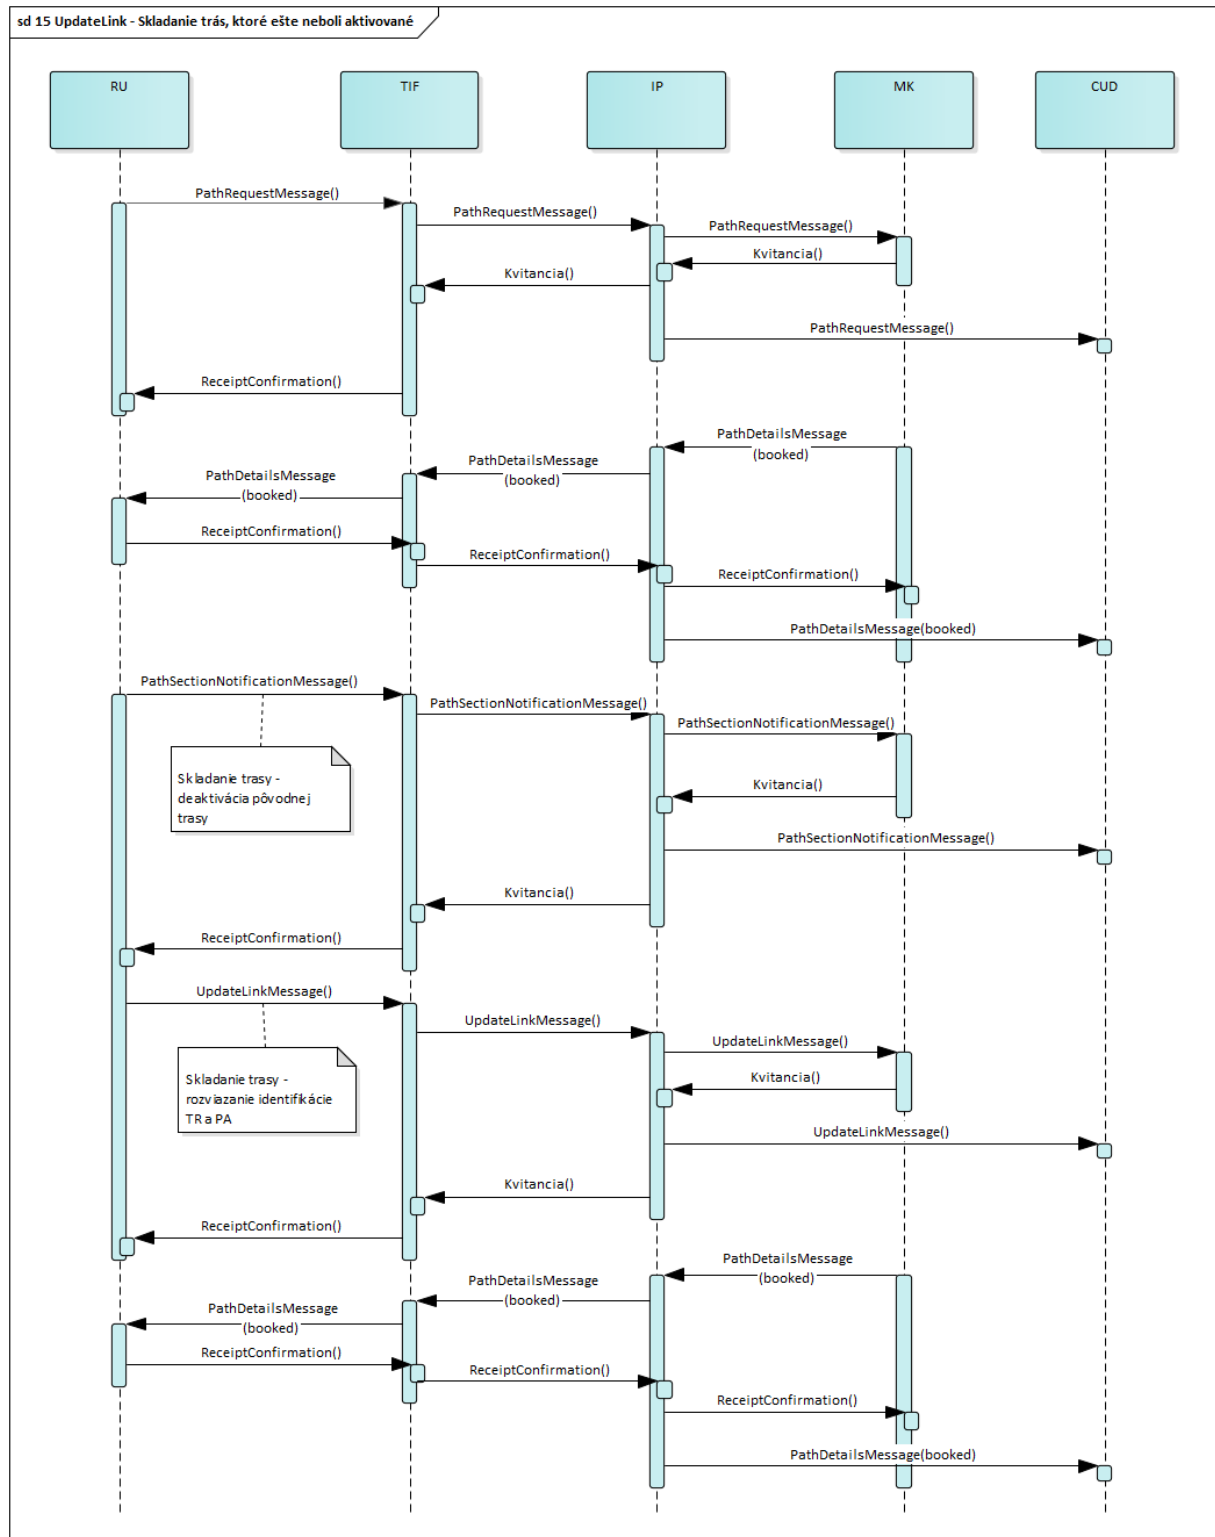 sd 15 UpdateLink - Skladanie trás, ktoré ešte neboli aktivované
RU
TIF
IP
MK
CUD
PathRequestMessage()
PathRequestMessage()
PathRequestMessage()
Kvitancia()
Kvitancia()
PathRequestMessage()
ReceiptConfirmation()
PathDetailsMessage
(booked)
PathDetailsMessage
(booked)
PathDetailsMessage
(booked)
ReceiptConfirmation()
ReceiptConfirmation()
ReceiptConfirmation()
PathDetailsMessage(booked)
PathSectionNotificationMessage()
PathSectionNotificationMessage()
PathSectionNotificationMessage()
Skladanie trasy -
deaktivácia pôvodnej
trasy
Kvitancia()
PathSectionNotificationMessage()
Kvitancia()
ReceiptConfirmation()
UpdateLinkMessage()
UpdateLinkMessage()
UpdateLinkMessage()
Skladanie trasy -
rozviazanie identifikácie
TR a PA
Kvitancia()
UpdateLinkMessage()
Kvitancia()
ReceiptConfirmation()
PathDetailsMessage
(booked)
PathDetailsMessage
(booked)
PathDetailsMessage
(booked)
ReceiptConfirmation()
ReceiptConfirmation()
ReceiptConfirmation()
PathDetailsMessage(booked)